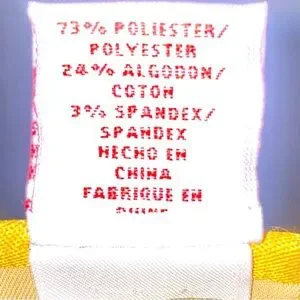 73% POLIESTER/
POLYESTER
24% ALGODON/
COTON
3% SPANDEX/
SPANDEX
HECHO EN
CHINA
FABRIQUE EN